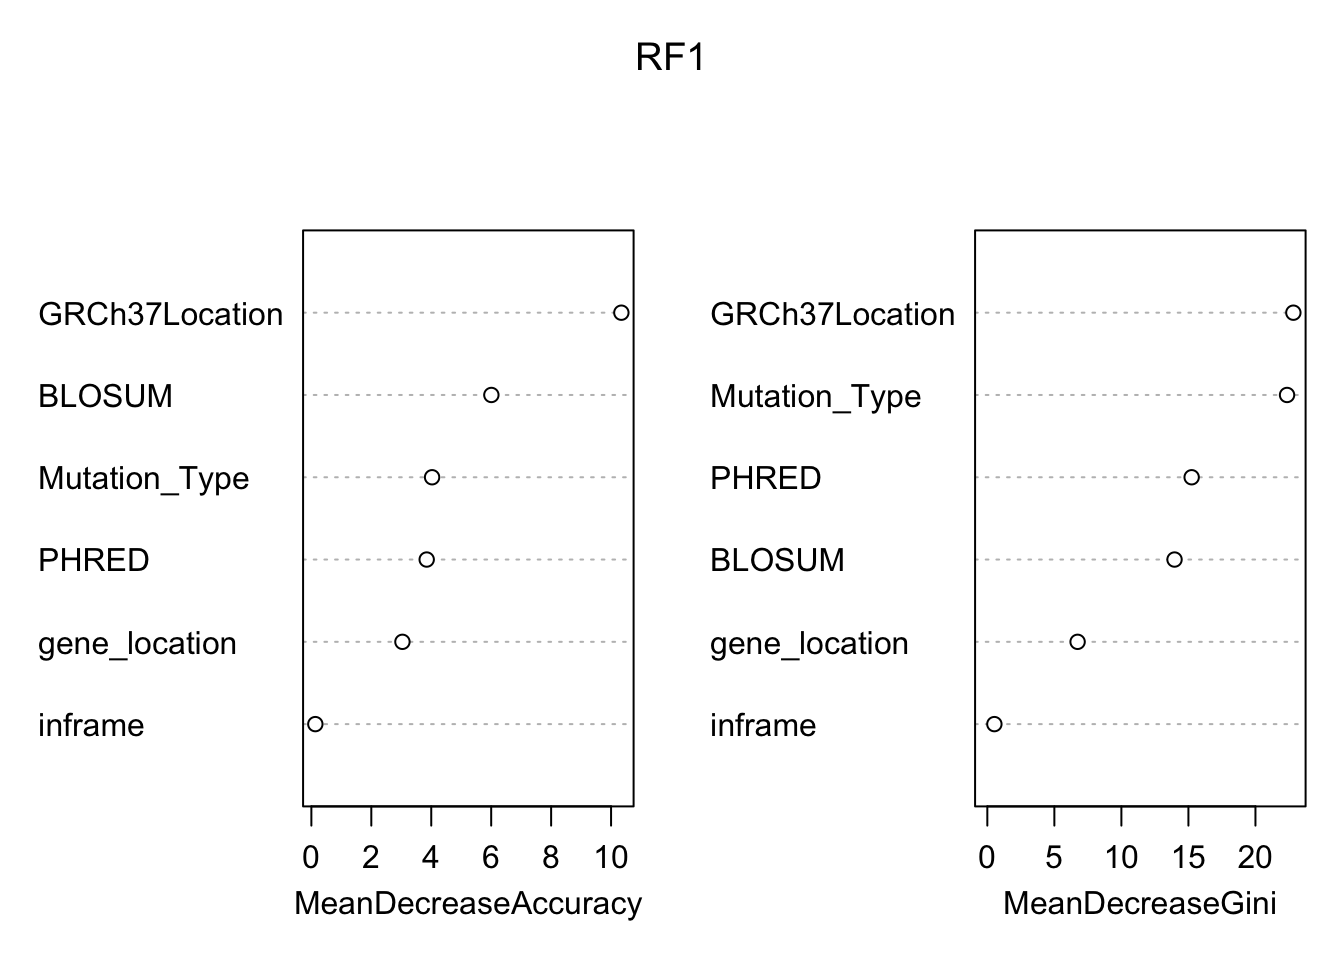 RF1
GRCh37Location
BLOSUM
Mutation_Type
PHRED
gene_location
inframe
0 2 4 6 8 10
MeanDecreaseAccuracy
GRCh37Location
Mutation_Type
PHRED
BLOSUM
gene_location
inframe
0 5 10 15 20
MeanDecreaseGini